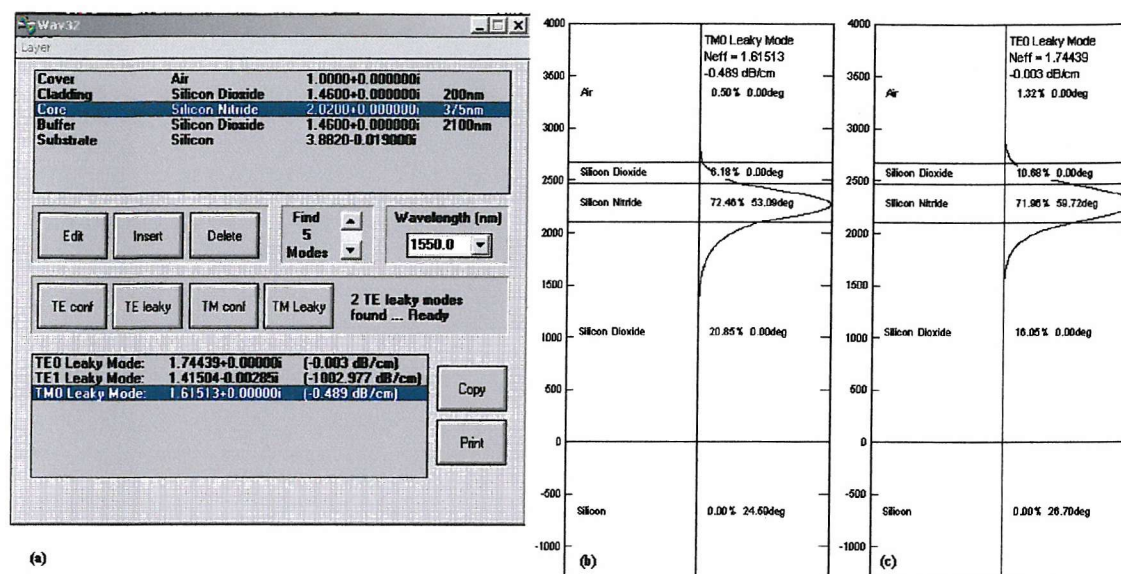 Wav32
Layer
Cover Air 1.0000+0.000000i
Cladding Silicon Dioxide 1.4600+0.000000i 200nm
Core Silicon Nitride 2.0200+0.000000i 375nm
Buffer Silicon Dioxide 1.4600+0.000000i 2100nm
Substrate Silicon 3.8820-0.019000i
Edit Insert Delete
Find
5
Modes
Wavelength (nm)
1550.0
TE conf TE leaky TM conf TM Leaky
2 TE leaky modes
found ... Ready
TE0 Leaky Mode: 1.74439+0.00000i (-0.003 dB/cm)
TE1 Leaky Mode: 1.41504-0.00285i (-1002.977 dB/cm)
TM0 Leaky Mode: 1.61513+0.00000i (-0.489 dB/cm)
Copy
Print
(a)
4000
3500
3000
2500
2000
1500
1000
500
0
-500
-1000
TM0 Leaky Mode
Neff = 1.61513
-0.489 dB/cm
Air 0.50% 0.00deg
Silicon Dioxide 6.18% 0.00deg
Silicon Nitride 72.46% 53.09deg
Silicon Dioxide 20.85% 0.00deg
Silicon 0.00%
(b)
4000
3500
3000
2500
2000
1500
1000
500
0
-500
-1000
TE0 Leaky Mode
Neff = 1.74439
-0.003 dB/cm
Air 1.32% 0.00deg
Silicon Dioxide 10.68% 0.00deg
Silicon Nitride 71.96% 59.72deg
Silicon Dioxide 16.05% 0.00deg
Silicon 0.00% 26.70deg
(c)